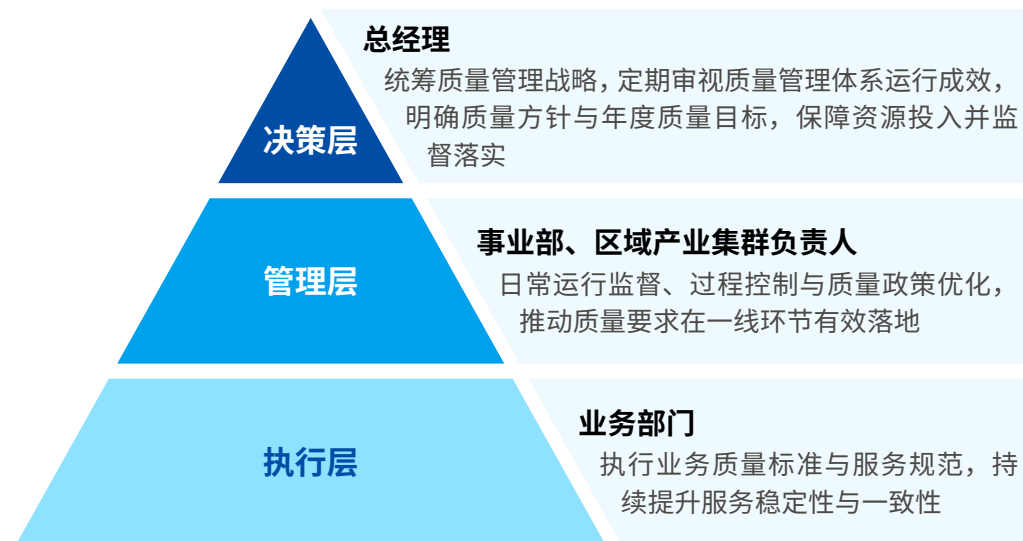 总经理
统筹质量管理战略，定期审视质量管理体系运行成效，
明确质量方针与年度质量目标，保障资源投入并监
督落实
决策层
事业部、区域产业集群负责人
日常运行监督、过程控制与质量政策优化，
推动质量要求在一线环节有效落地
管理层
业务部门
执行业务质量标准与服务规范，持
续提升服务稳定性与一致性
执行层